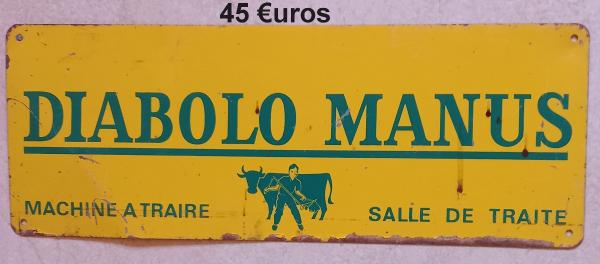 45 €uros
DIABOLO MANUS
MACHINE A TRAIRE
SALLE DE TRAITE